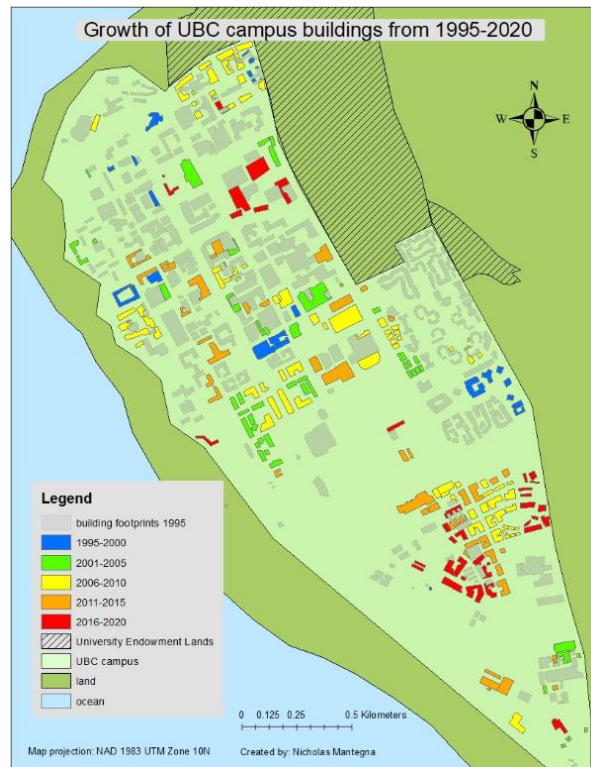 Growth of UBC campus buildings from 1995-2020
N
W E
S
Legend
building footprints 1995
1995-2000
2001-2005
2006-2010
2011-2015
2016-2020
University Endowment Lands
UBC campus
land
ocean
0 0.125 0.25 0.5 Kilometers
Map projection: NAD 1983 UTM Zone 10N Created by: Nicholas Mantegna